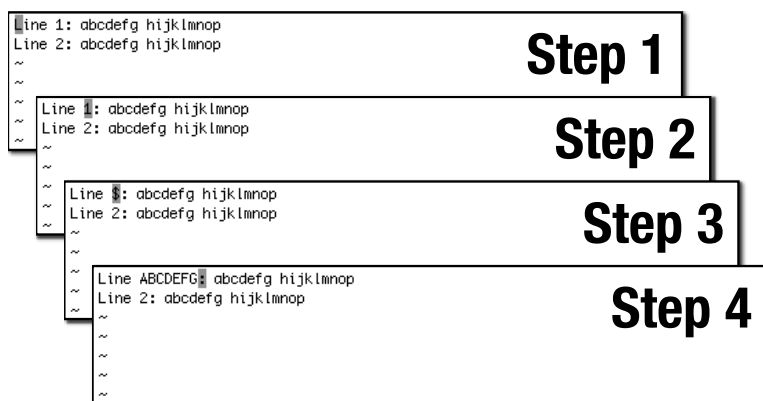 Line 1: abcdefg hijklmnop
Line 2: abcdefg hijklmnop
~
~
~
~
~
Step 1
Line 1: abcdefg hijklmnop
Line 2: abcdefg hijklmnop
~
~
~
~
~
Step 2
Line $: abcdefg hijklmnop
Line 2: abcdefg hijklmnop
~
~
~
~
~
Step 3
Line ABCDEFG: abcdefg hijklmnop
Line 2: abcdefg hijklmnop
~
~
~
~
~
Step 4